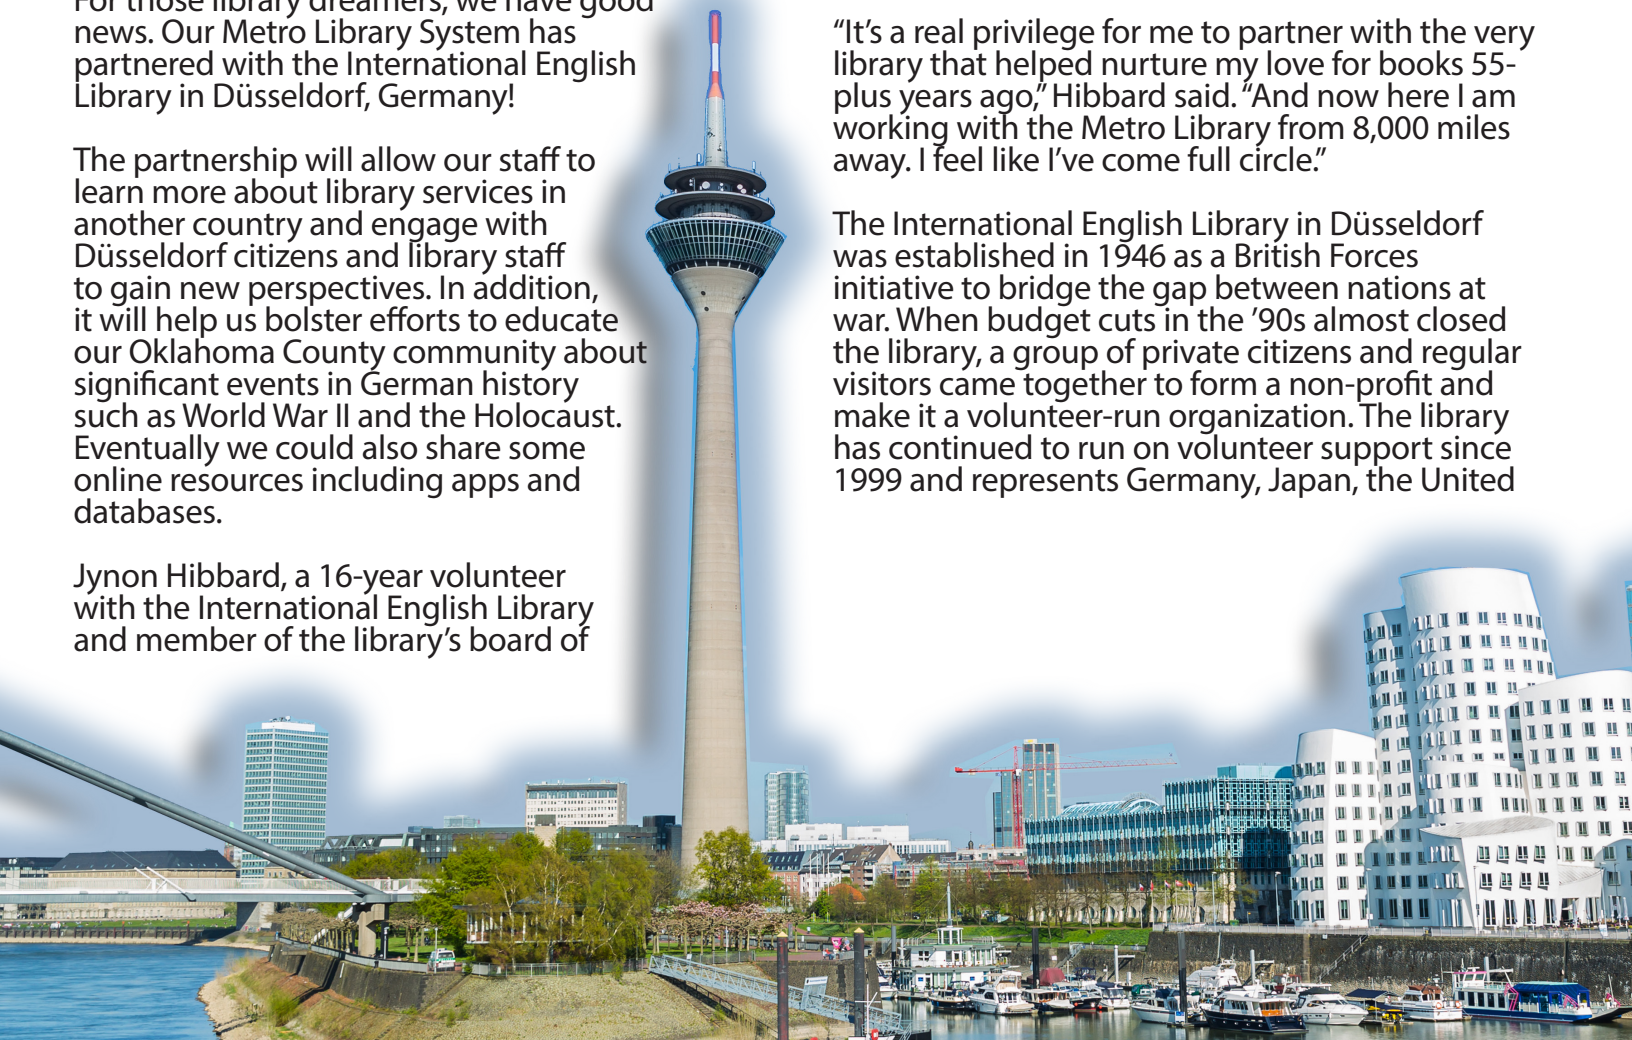 For those library dreamers, we have good
news. Our Metro Library System has
partnered with the International English
Library in Düsseldorf, Germany!
The partnership will allow our staff to
learn more about library services in
another country and engage with
Düsseldorf citizens and library staff
to gain new perspectives. In addition,
it will help us bolster efforts to educate
our Oklahoma County community about
significant events in German history
such as World War II and the Holocaust.
Eventually we could also share some
online resources including apps and
databases.
Jynon Hibbard, a 16-year volunteer
with the International English Library
and member of the library’s board of
“It’s a real privilege for me to partner with the very
library that helped nurture my love for books 55-
plus years ago,” Hibbard said. “And now here I am
working with the Metro Library from 8,000 miles
away. I feel like I’ve come full circle.”
The International English Library in Düsseldorf
was established in 1946 as a British Forces
initiative to bridge the gap between nations at
war. When budget cuts in the ’90s almost closed
the library, a group of private citizens and regular
visitors came together to form a non-profit and
make it a volunteer-run organization. The library
has continued to run on volunteer support since
1999 and represents Germany, Japan, the United